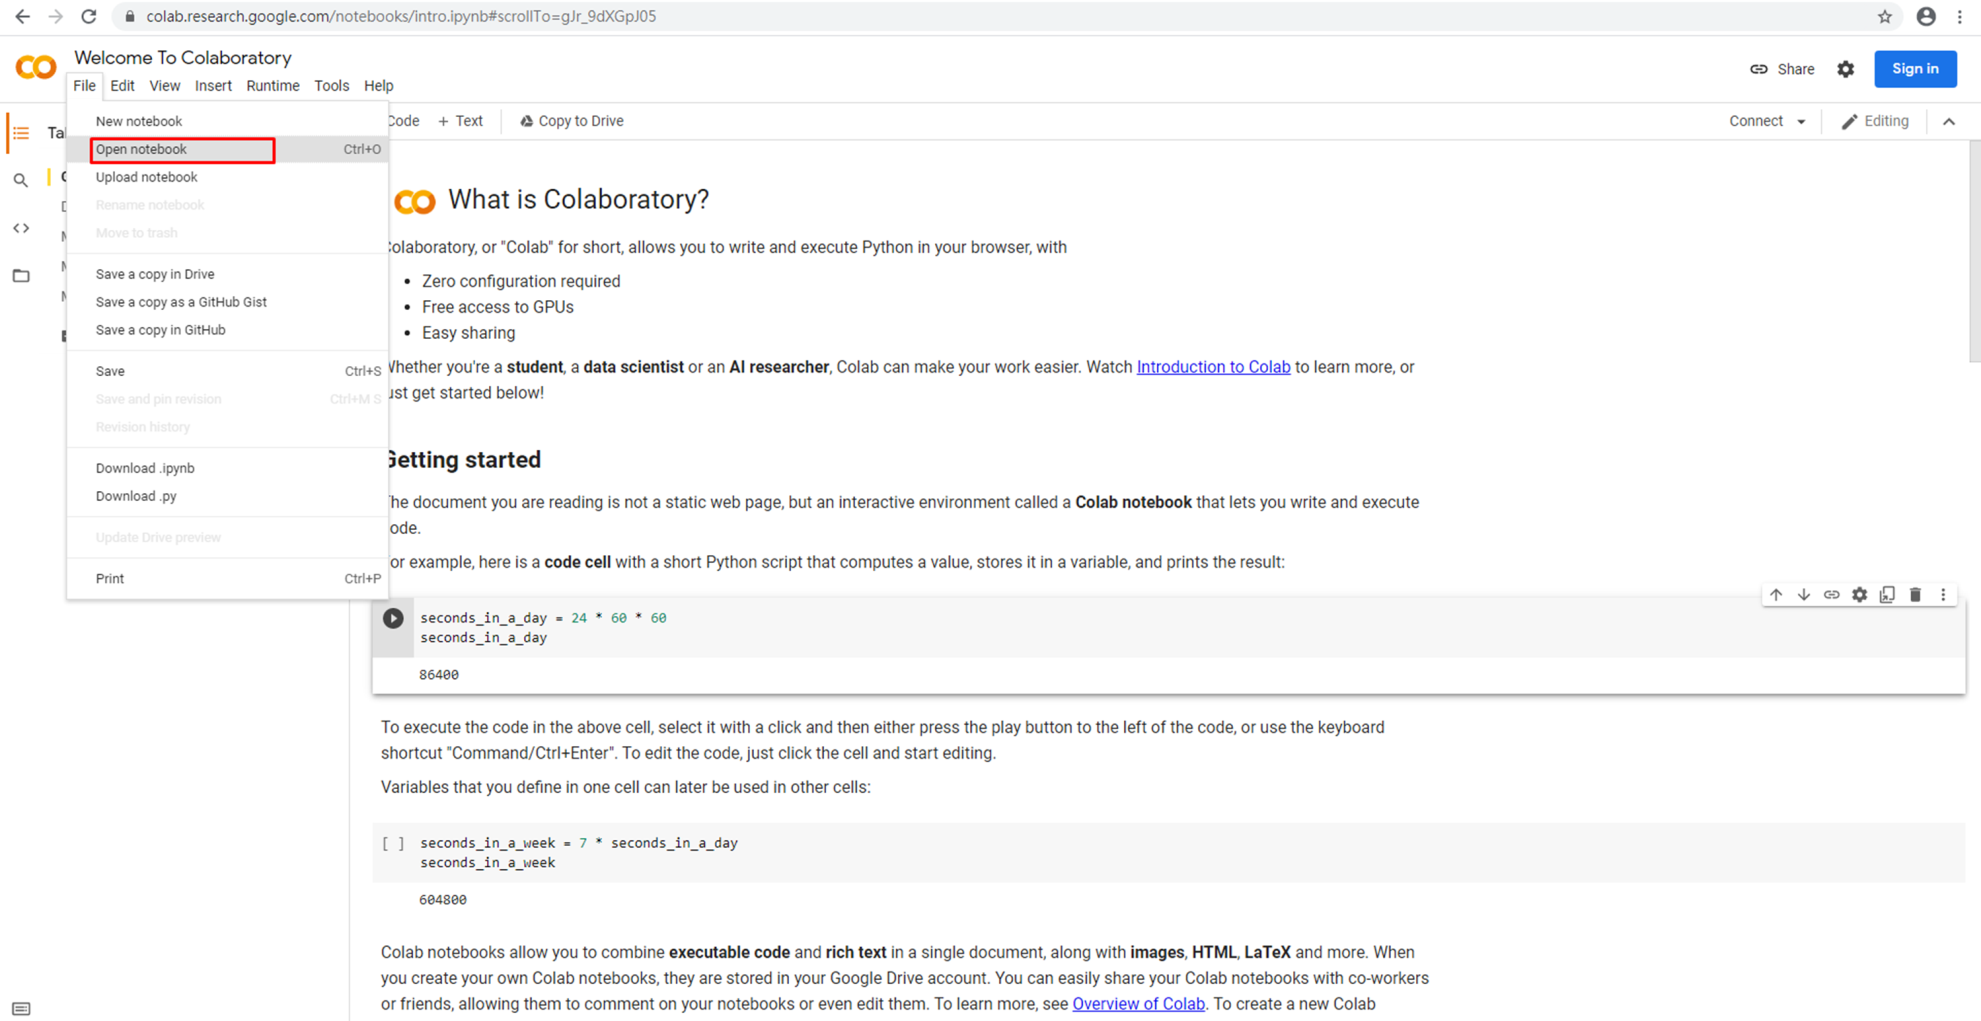 colab.research.google.com/notebooks/intro.ipynb#scrollTo=gJr_9dXGpJ05
Welcome To Colaboratory
File Edit View Insert Runtime Tools Help
Share
Sign in
New notebook
Open notebook Ctrl+O
Upload notebook
Rename notebook
Move to trash
Save a copy in Drive
Save a copy as a GitHub Gist
Save a copy in GitHub
Save Ctrl+S
Save and pin revision Ctrl+M S
Revision history
Download .ipynb
Download .py
Update Drive preview
Print Ctrl+P
Code + Text Copy to Drive
Connect Editing
What is Colaboratory?
olaboratory, or "Colab" for short, allows you to write and execute Python in your browser, with
• Zero configuration required
• Free access to GPUs
• Easy sharing
Whether you're a student, a data scientist or an AI researcher, Colab can make your work easier. Watch Introduction to Colab to learn more, or
ust get started below!
Getting started
he document you are reading is not a static web page, but an interactive environment called a Colab notebook that lets you write and execute
ode.
or example, here is a code cell with a short Python script that computes a value, stores it in a variable, and prints the result:
seconds_in_a_day = 24 * 60 * 60
seconds_in_a_day
86400
To execute the code in the above cell, select it with a click and then either press the play button to the left of the code, or use the keyboard
shortcut "Command/Ctrl+Enter". To edit the code, just click the cell and start editing.
Variables that you define in one cell can later be used in other cells:
[ ] seconds_in_a_week = 7 * seconds_in_a_day
seconds_in_a_week
604800
Colab notebooks allow you to combine executable code and rich text in a single document, along with images, HTML, LaTeX and more. When
you create your own Colab notebooks, they are stored in your Google Drive account. You can easily share your Colab notebooks with co-workers
or friends, allowing them to comment on your notebooks or even edit them. To learn more, see Overview of Colab. To create a new Colab